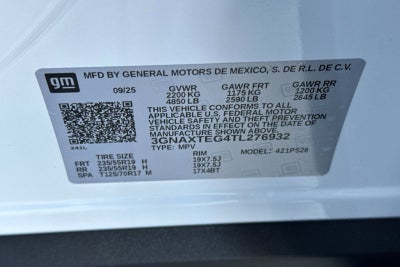 gm
MFD BY GENERAL MOTORS DE MEXICO, S. DE R.L. DE C.V.
09/25 GVWR GAWR FRT GAWR RR
2200 KG 1175 KG 1200 KG
4850 LB 2590 LB 2645 LB
THIS VEHICLE CONFORMS TO ALL
APPLICABLE U.S. FEDERAL MOTOR
VEHICLE SAFETY, BUMPER, AND THEFT
PREVENTION STANDARDS IN EFFECT ON
THE DATE OF MANUFACTURE SHOWN ABOVE.
3GNAXTEG4TL276932
TYPE: MPV MODEL: 421PS26
TIRE SIZE RIM
FRT 235/55R19 H 19X7.5J
RR 235/55R19 H 19X7.5J
SPA T125/70R17 M 17X4BT